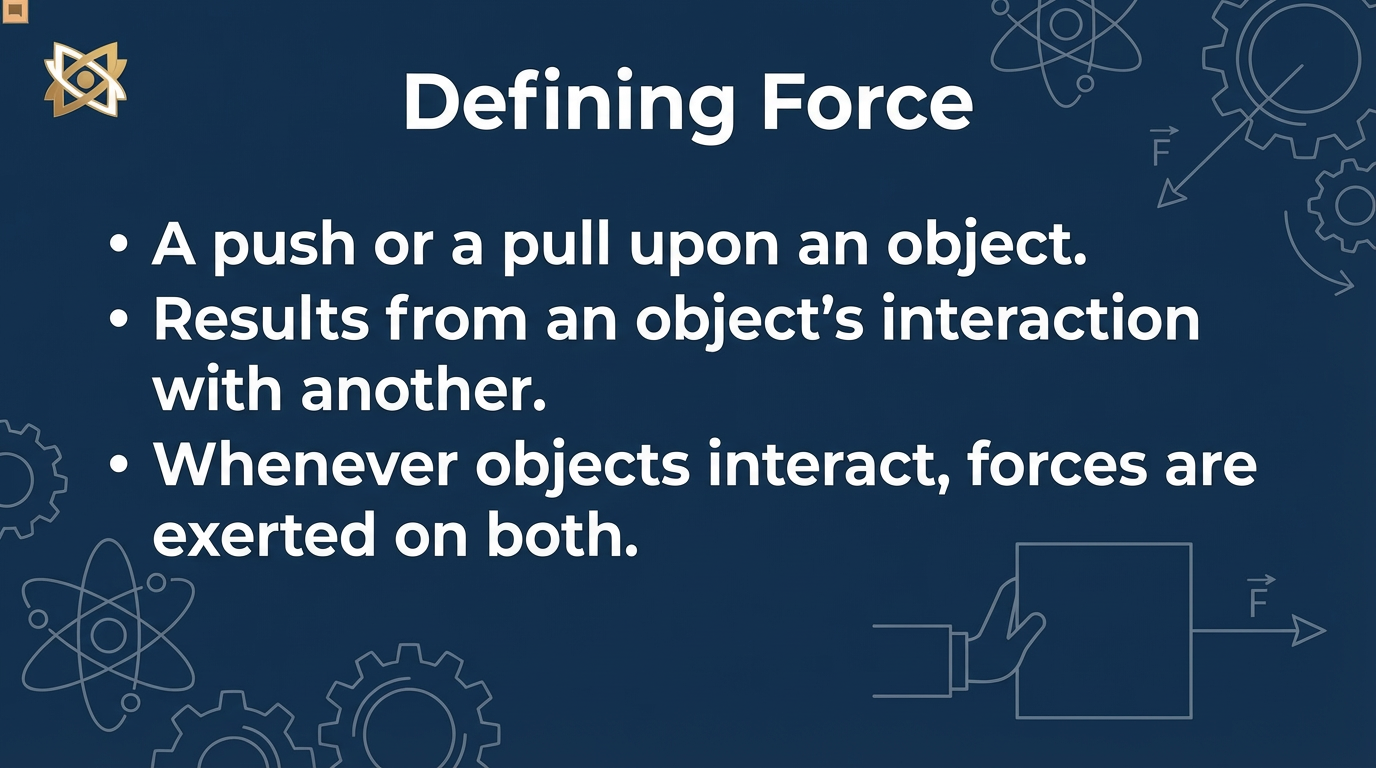 Defining Force
F
• A push or a pull upon an object.
• Results from an object’s interaction
with another.
• Whenever objects interact, forces are
exerted on both.
F